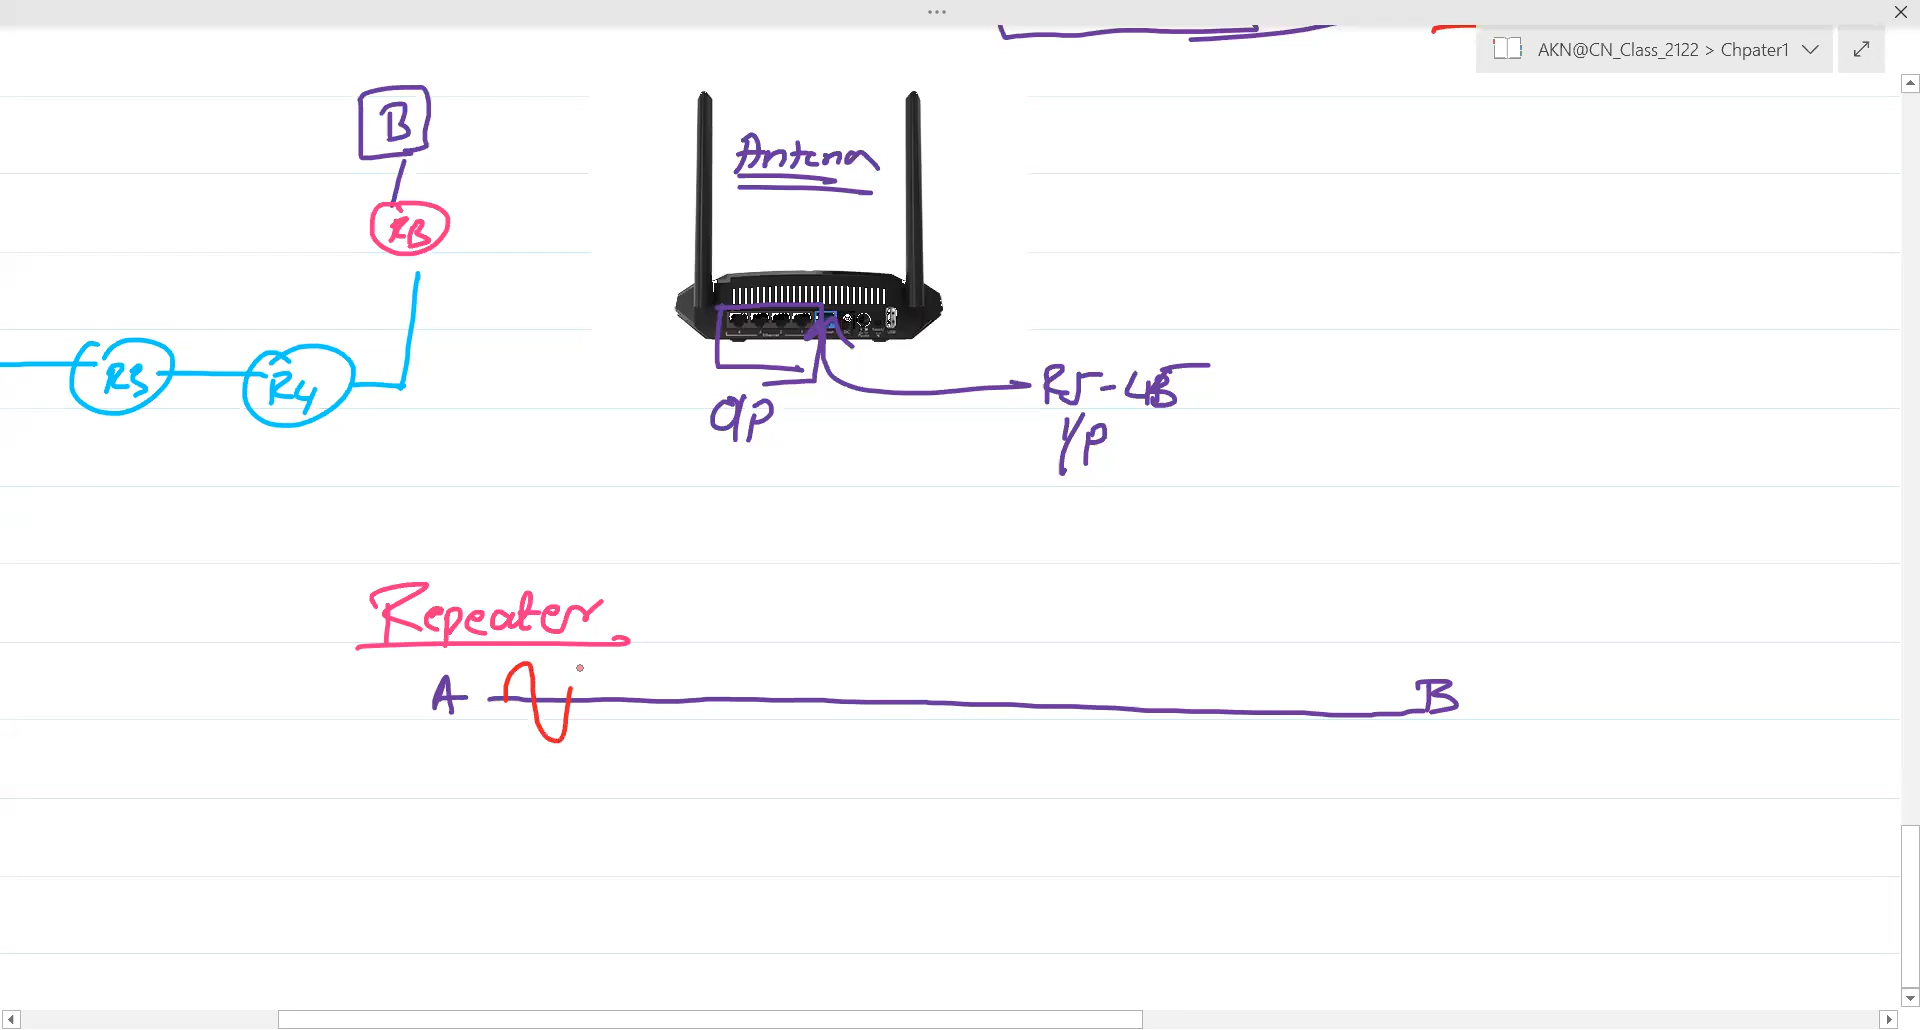 AKN@CN_Class_2122 > Chpater1
B
Antena
RB
R3
R4
RJ-45
O/P
I/P
Repeater
A
B